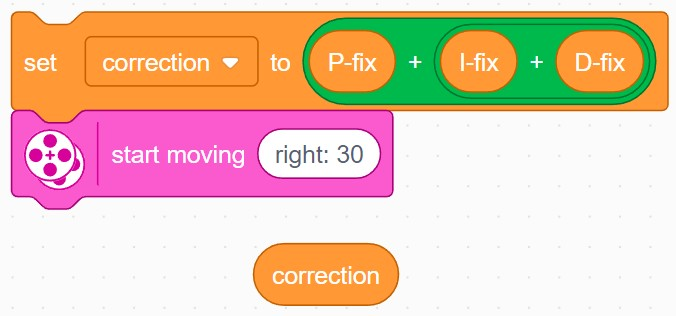 set correction to P-fix + I-fix + D-fix
start moving right: 30
correction